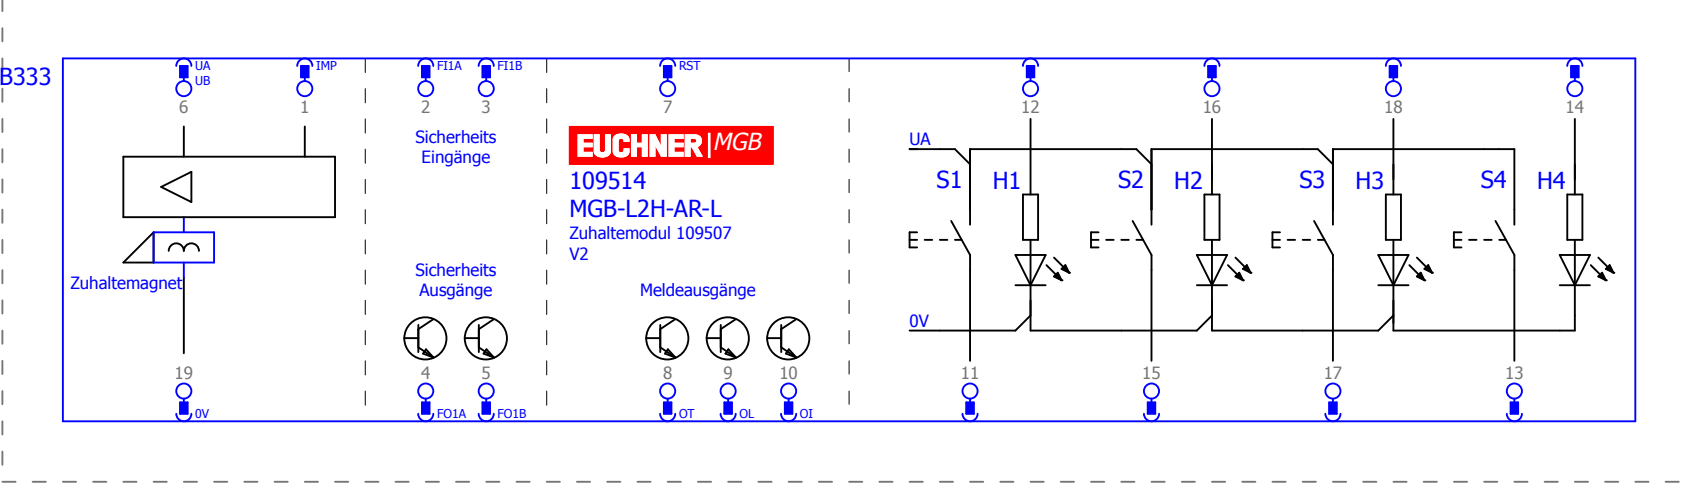 B333
UA
UB
IMP
FI1A
FI1B
RST
6
1
2
3
7
12
16
18
14
Sicherheits
Eingänge
EUCHNER MGB
109514
MGB-L2H-AR-L
Zuhaltemodul 109507
V2
UA
S1
H1
S2
H2
S3
H3
S4
H4
Zuhaltemagnet
Sicherheits
Ausgänge
Meldeausgänge
0V
19
4
5
8
9
10
11
15
17
13
0V
FO1A
FO1B
OT
OL
OI